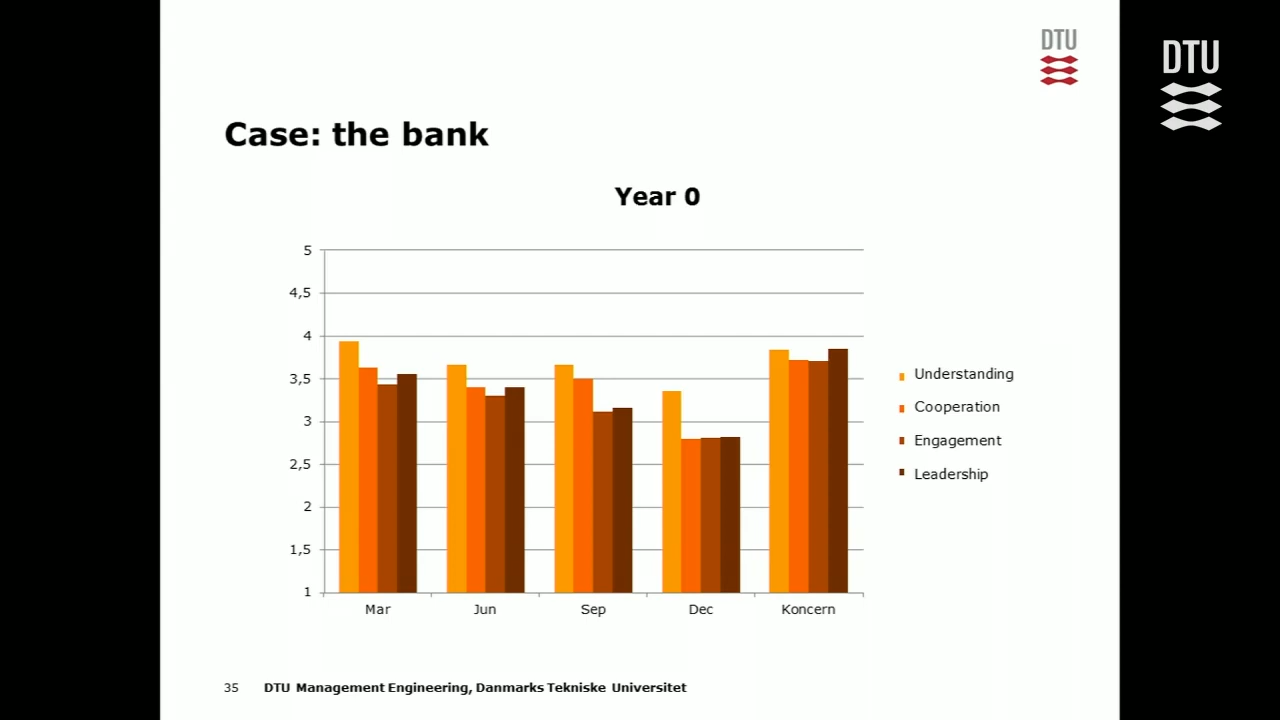 DTU
DTU
Case: the bank
Year 0
5
4,5
4
3,5
3
2,5
2
1,5
1
Mar Jun Sep Dec Koncern
Understanding
Cooperation
Engagement
Leadership
35 DTU Management Engineering, Danmarks Tekniske Universitet